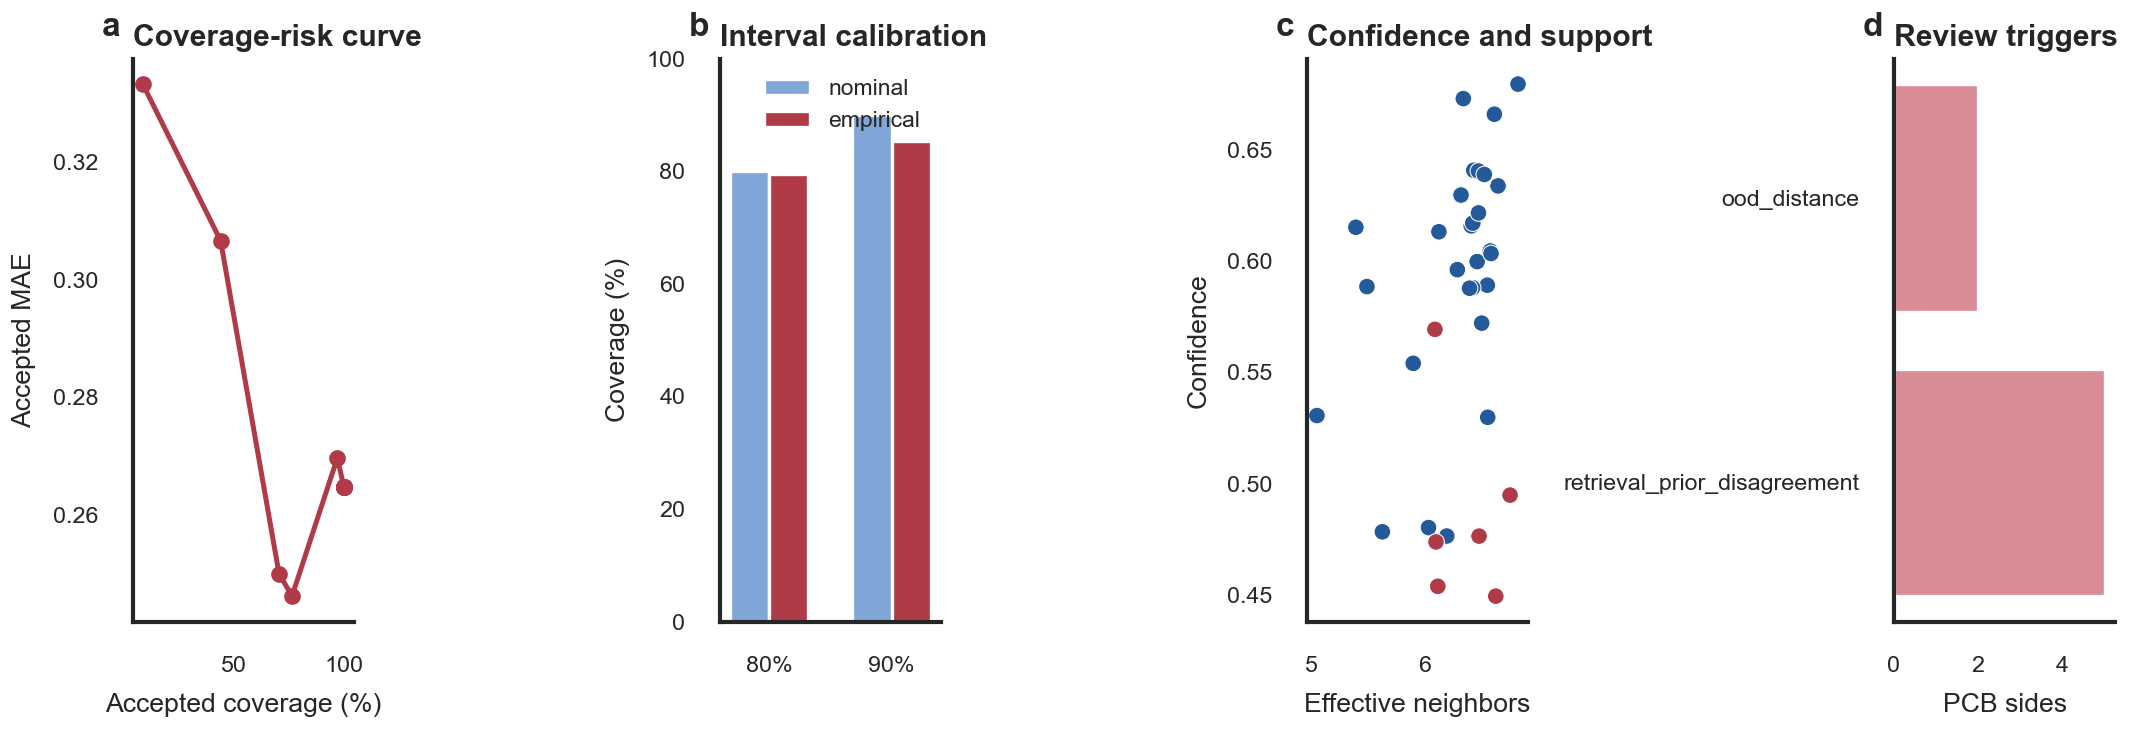 a Coverage-risk curve
0.32
0.30
0.28
0.26
Accepted MAE
50 100
Accepted coverage (%)
b Interval calibration
nominal
empirical
100
80
60
40
20
0
Coverage (%)
80% 90%
c Confidence and support
0.65
0.60
0.55
0.50
0.45
Confidence
5 6
Effective neighbors
d Review triggers
ood_distance
retrieval_prior_disagreement
0 2 4
PCB sides